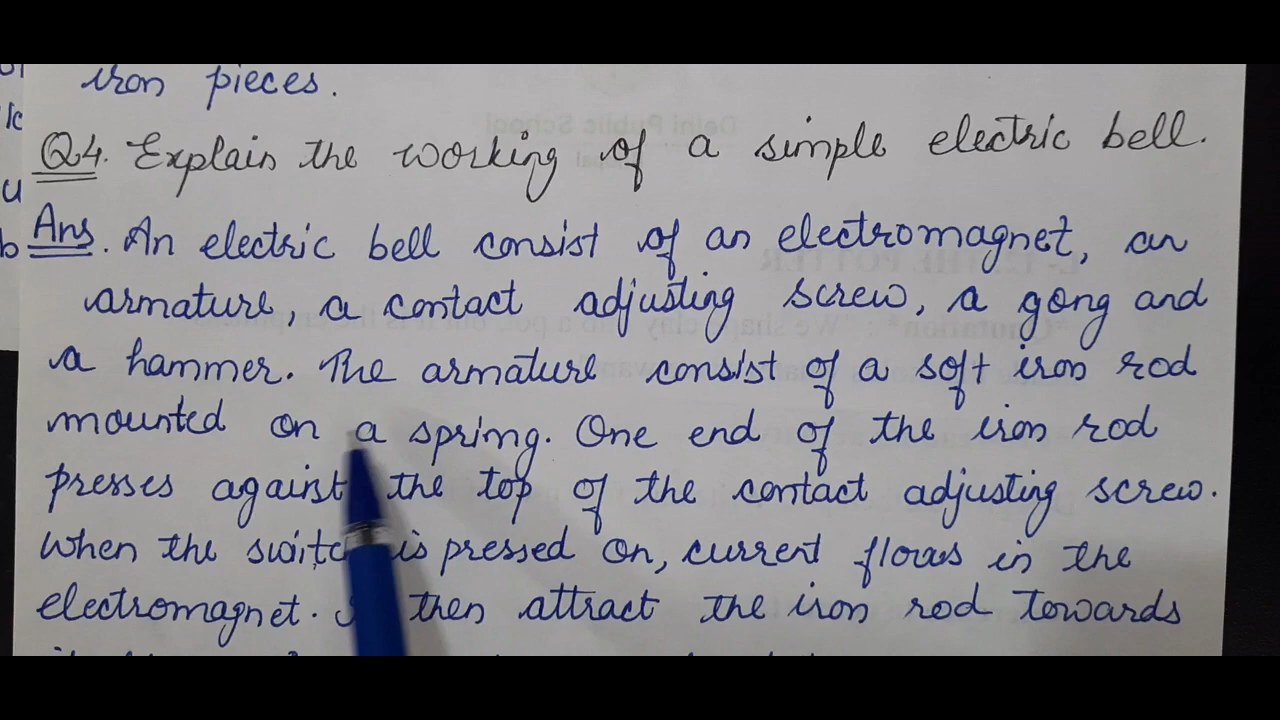 iron pieces.
Q4. Explain the working of a simple electric bell.
Ans. An electric bell consist of an electromagnet, an
armature, a contact adjusting screw, a gong and
a hammer. The armature consist of a soft iron rod
mounted on a spring. One end of the iron rod
presses against the top of the contact adjusting screw.
When the is pressed on, current flows in the
electromagnet. then attract the iron rod towards